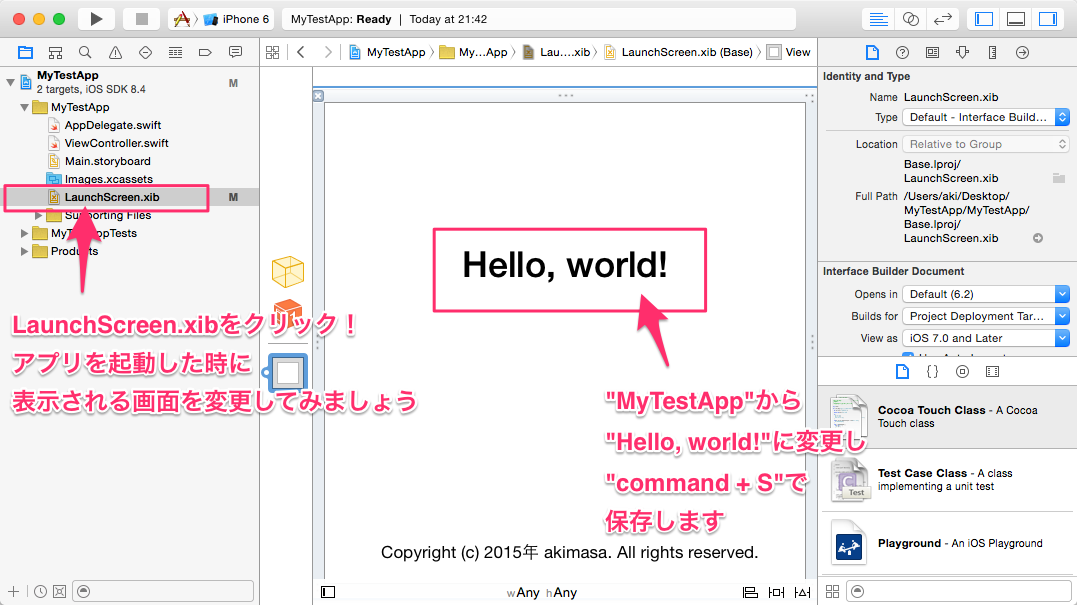 iPhone 6
MyTestApp: Ready | Today at 21:42
MyTestApp
My...App
Lau....xib
LaunchScreen.xib (Base)
View
MyTestApp
2 targets, iOS SDK 8.4
M
MyTestApp
AppDelegate.swift
ViewController.swift
Main.storyboard
Images.xcassets
LaunchScreen.xib
M
Supporting Files
Products
LaunchScreen.xibをクリック！
アプリを起動した時に
表示される画面を変更してみましょう
Hello, world!
"MyTestApp"から
"Hello, world!"に変更し
"command + S"で
保存します
Copyright (c) 2015年 akimasa. All rights reserved.
wAny hAny
Identity and Type
Name LaunchScreen.xib
Type Default - Interface Build...
Location Relative to Group
Base.lproj/
LaunchScreen.xib
Full Path /Users/aki/Desktop/
MyTestApp/MyTestApp/
Base.lproj/
LaunchScreen.xib
Interface Builder Document
Opens in Default (6.2)
Builds for Project Deployment Tar...
View as iOS 7.0 and Later
{ }
Cocoa Touch Class - A Cocoa
Touch class
C
Test
Test Case Class - A class
implementing a unit test
Playground - An iOS Playground